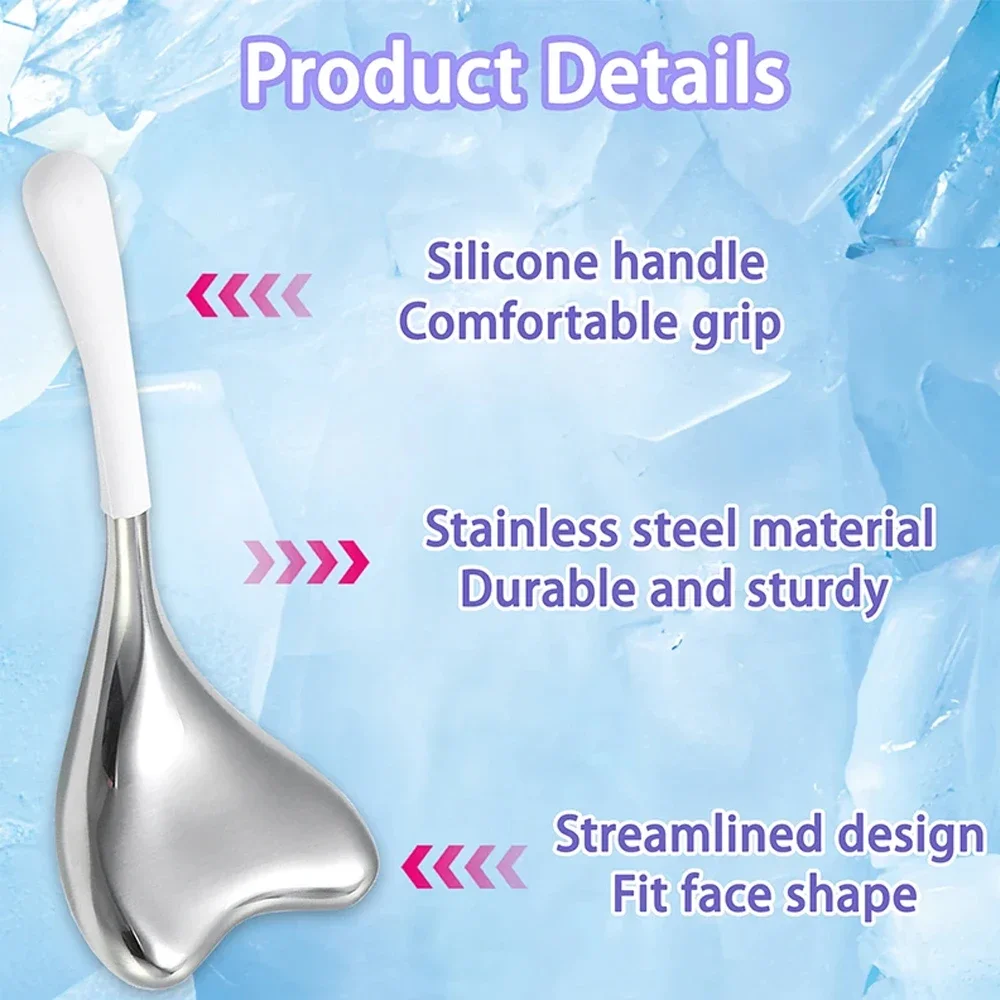 Product Details
Silicone handle
Comfortable grip
Stainless steel material
Durable and sturdy
Streamlined design
Fit face shape